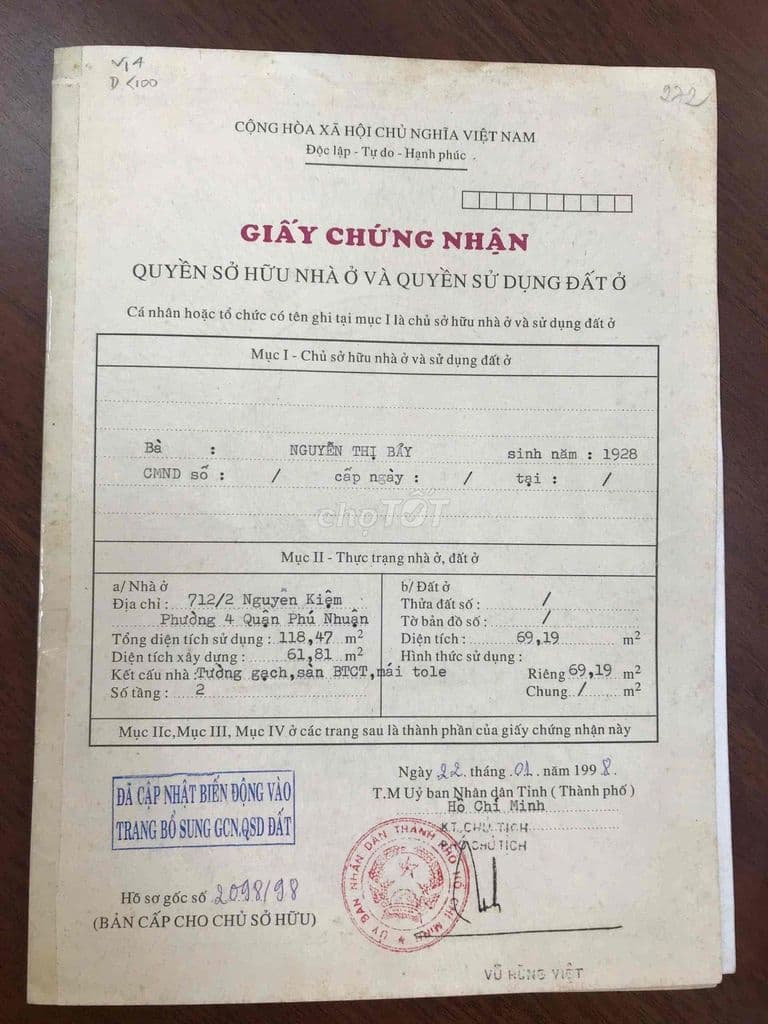 V14
D <100
272
CỘNG HÒA XÃ HỘI CHỦ NGHĨA VIỆT NAM
Độc lập - Tự do - Hạnh phúc .
GIẤY CHỨNG NHẬN
QUYỀN SỞ HỮU NHÀ Ở VÀ QUYỀN SỬ DỤNG ĐẤT Ở
Cá nhân hoặc tổ chức có tên ghi tại mục I là chủ sở hữu nhà ở và sử dụng đất ở
Mục I - Chủ sở hữu nhà ở và sử dụng đất ở
Bà : NGUYỄN THỊ BẢY sinh năm : 1928
CMND số : / cấp ngày : / tại : /
chợTỐT
Mục II - Thực trạng nhà ở, đất ở
a/ Nhà ở
Địa chỉ : 712/2 Nguyễn Kiệm
Phường 4 Quận Phú Nhuận
Tổng diện tích sử dụng : 118,47 m²
Diện tích xây dựng : 61,81 m²
Kết cấu nhà : Tường gạch,sàn BTCT,mái tole
Số tầng : 2
b/ Đất ở
Thửa đất số : /
Tờ bản đồ số : /
Diện tích : 69,19 m²
Hình thức sử dụng :
Riêng 69,19 m²
Chung / m²
Mục IIc, Mục III, Mục IV ở các trang sau là thành phần của giấy chứng nhận này
Ngày 22 tháng 01 năm 1998.
T.M Uỷ ban Nhân dân Tỉnh ( Thành phố )
Hồ Chí Minh
KT. CHỦ TỊCH
PHÓ CHỦ TỊCH
ỦY BAN NHÂN DÂN THÀNH PHỐ HỒ CHÍ MINH
VŨ HÙNG VIỆT
ĐÃ CẬP NHẬT BIẾN ĐỘNG VÀO
TRANG BỔ SUNG GCN,QSD ĐẤT
Hồ sơ gốc số 2098/98
(BẢN CẤP CHO CHỦ SỞ HỮU)